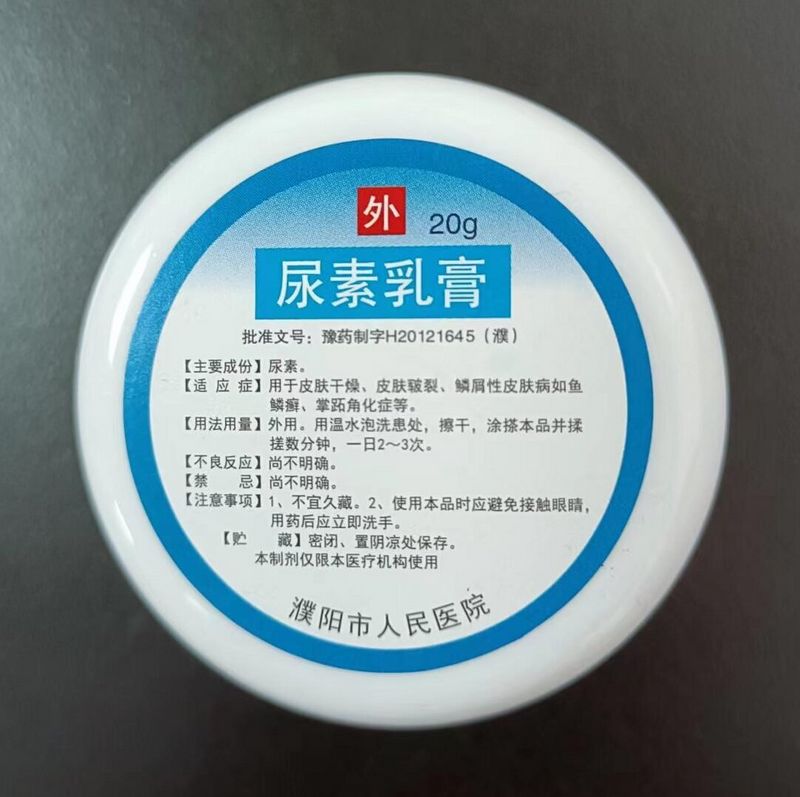 外 20g
尿素乳膏
批准文号：豫药制字H20121645（濮）
【主要成份】尿素。
【适 应 症】用于皮肤干燥、皮肤皲裂、鳞屑性皮肤病如鱼
鳞癣、掌跖角化症等。
【用法用量】外用。用温水泡洗患处，擦干，涂搽本品并揉
搓数分钟，一日2～3次。
【不良反应】尚不明确。
【禁 忌】尚不明确。
【注意事项】1、不宜久藏。2、使用本品时应避免接触眼睛，
用药后应立即洗手。
【贮 藏】密闭、置阴凉处保存。
本制剂仅限本医疗机构使用
濮阳市人民医院